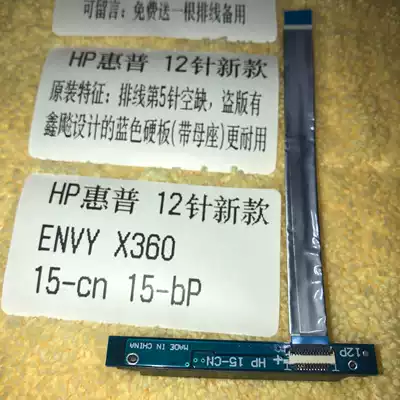 可留言：免费送一根排线备用
HP惠普 12针新款
原装特征：排线第5针空缺，盗版有
鑫飚设计的蓝色硬板(带母座)更耐用
HP惠普 12针新款
ENVY X360
15-cn 15-bP
MADE IN CHINA
HP 15-CN
12P